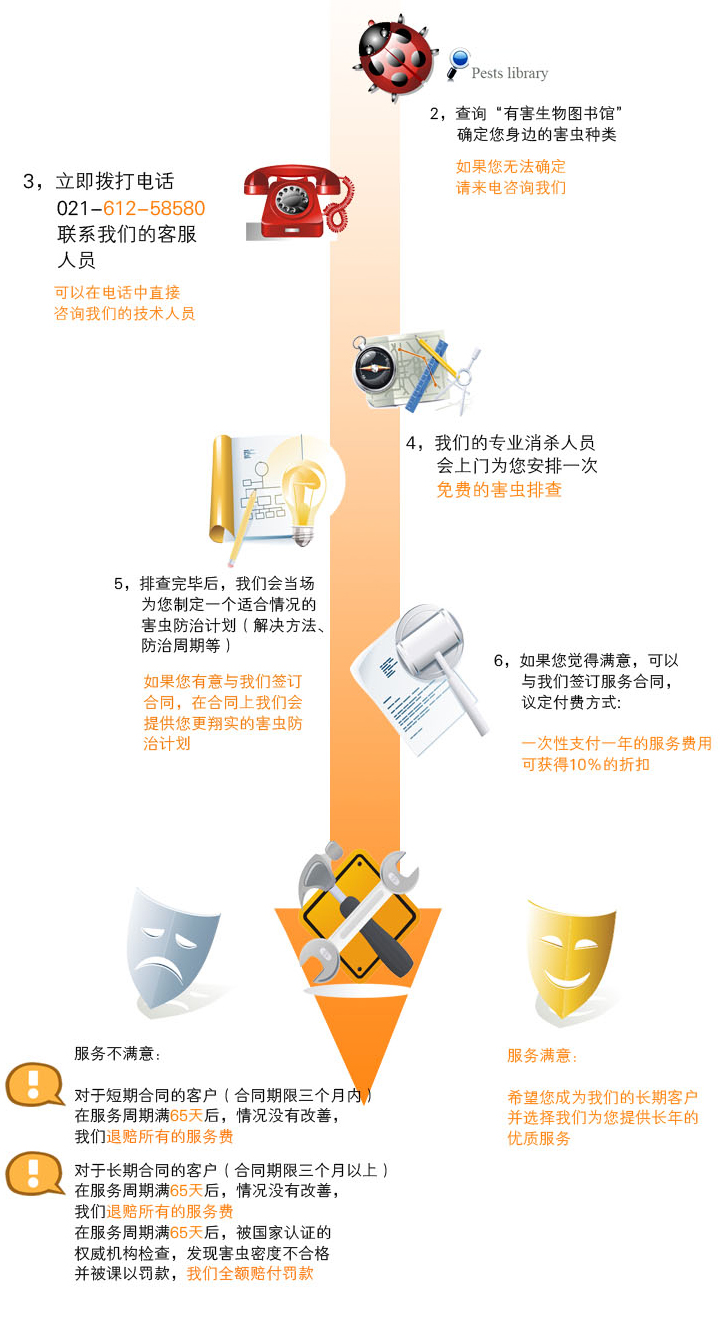 Pests library
2，查询“有害生物图书馆”
确定您身边的害虫种类
如果您无法确定
请来电咨询我们
3，立即拨打电话
021-612-58580
联系我们的客服
人员
可以在电话中直接
咨询我们的技术人员
4，我们的专业消杀人员
会上门为您安排一次
免费的害虫排查
5，排查完毕后，我们会当场
为您制定一个适合情况的
害虫防治计划（解决方法、
防治周期等）
如果您有意与我们签订
合同，在合同上我们会
提供您更翔实的害虫防
治计划
6，如果您觉得满意，可以
与我们签订服务合同，
议定付费方式:
一次性支付一年的服务费用
可获得10%的折扣
服务不满意:
对于短期合同的客户（合同期限三个月内）
在服务周期满65天后，情况没有改善，
我们退赔所有的服务费
对于长期合同的客户（合同期限三个月以上）
在服务周期满65天后，情况没有改善，
我们退赔所有的服务费
在服务周期满65天后，被国家认证的
权威机构检查，发现害虫密度不合格
并被课以罚款，我们全额赔付罚款
服务满意:
希望您成为我们的长期客户
并选择我们为您提供长年的
优质服务